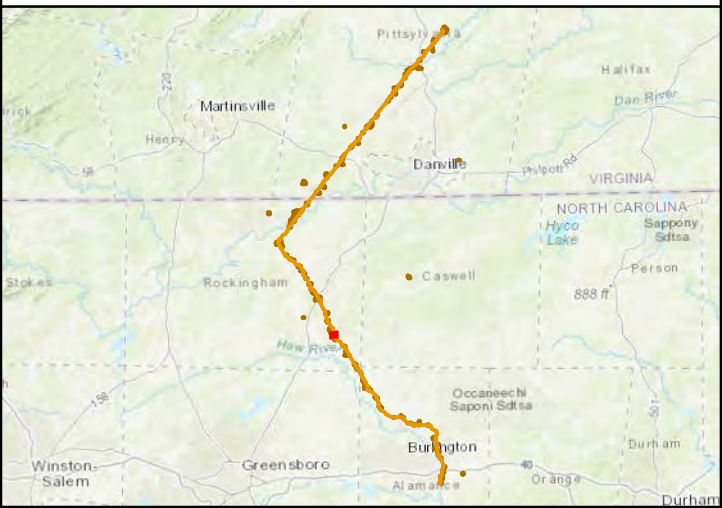 Pittsylvania
Halifax
220
Martinsville
Dan River
Henry
Danville
58
Philpott Rd
VIRGINIA
NORTH CAROLINA
Hyco
Lake
Sappony
Sdtsa
Person
Stokes
Rockingham
Caswell
888 ft
Haw River
158
Occaneechi
Saponi Sdtsa
501
Burlington
Durham
Winston-
Salem
Greensboro
40
Orange
Alamance
Durham